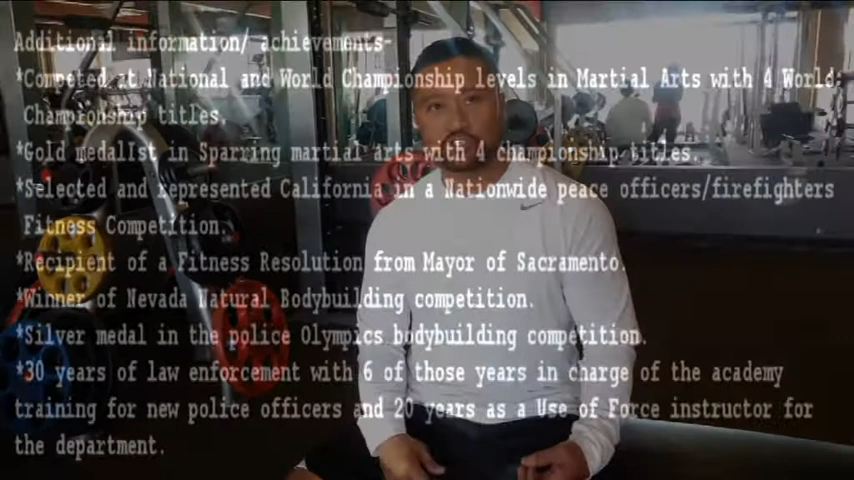 Additional information/ achievements-
*Competed at National and World Championship levels in Martial Arts with 4 World-
Championship titles.
*Gold medalist in Sparring martial arts with 4 championship titles
*Selected and represented California in wining peace officers/firefighters
Fitness Competition.
*Recipient of a Fitness Resolution from Mayor of Sacramento
*Winner of Nevada Natural Bodybuilding competition
*Silver medal in the police Olympics bodybuilding competition
*30 years of law enforcement with 6 of those years in charge of the academy
training for new police officers and 20 years as a Use of Force instructor for
the department.